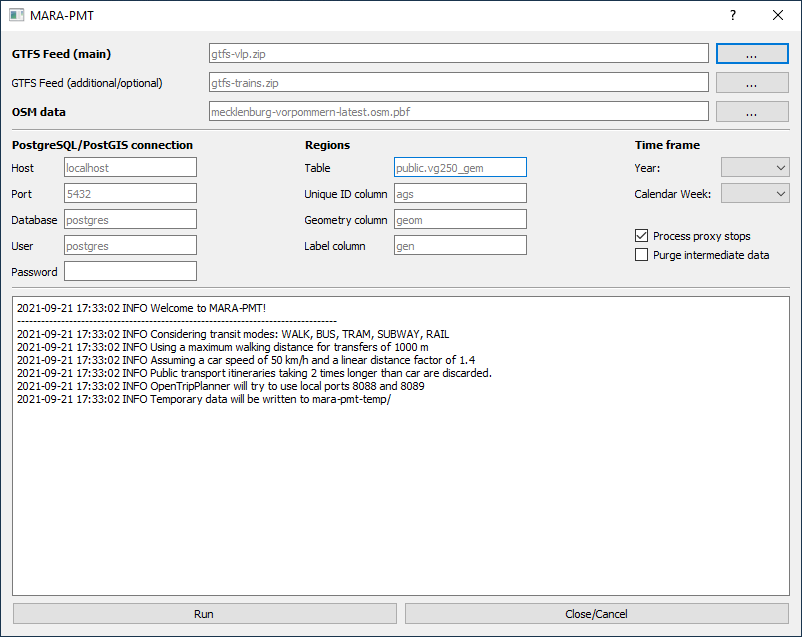 MARA-PMT
?
GTFS Feed (main) gtfs-vlp.zip ...
GTFS Feed (additional/optional) gtfs-trains.zip ...
OSM data mecklenburg-vorpommern-latest.osm.pbf ...
PostgreSQL/PostGIS connection
Host localhost
Port 5432
Database postgres
User postgres
Password
Regions
Table public.vg250_gem
Unique ID column ags
Geometry column geom
Label column gen
Time frame
Year:
Calendar Week:
Process proxy stops
Purge intermediate data
2021-09-21 17:33:02 INFO Welcome to MARA-PMT!
--------------------------------------------------------------------------------
2021-09-21 17:33:02 INFO Considering transit modes: WALK, BUS, TRAM, SUBWAY, RAIL
2021-09-21 17:33:02 INFO Using a maximum walking distance for transfers of 1000 m
2021-09-21 17:33:02 INFO Assuming a car speed of 50 km/h and a linear distance factor of 1.4
2021-09-21 17:33:02 INFO Public transport itineraries taking 2 times longer than car are discarded.
2021-09-21 17:33:02 INFO OpenTripPlanner will try to use local ports 8088 and 8089
2021-09-21 17:33:02 INFO Temporary data will be written to mara-pmt-temp/
Run
Close/Cancel